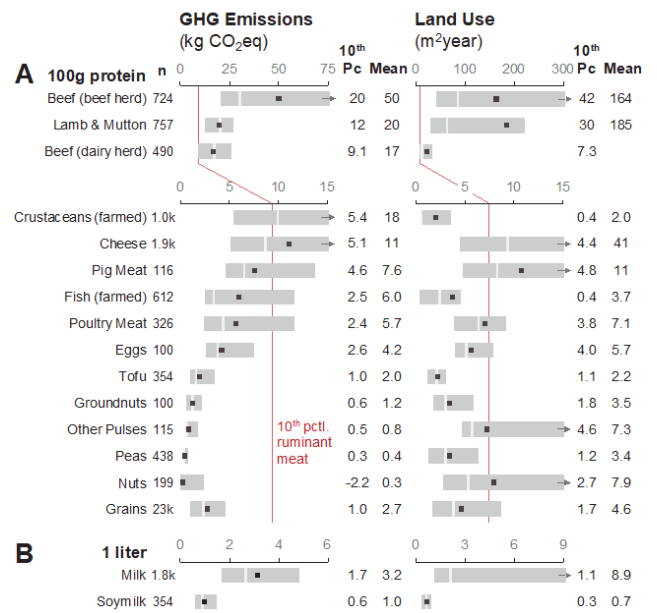 GHG Emissions Land Use
(kg CO₂eq) 10th (m²year) 10th
A 100g protein n 0 25 50 75 Pc Mean 0 100 200 300 Pc Mean
Beef (beef herd) 724 20 50 42 164
Lamb & Mutton 757 12 20 30 185
Beef (dairy herd) 490 9.1 17 7.3
0 5 10 15 0 5 10 15
Crustaceans (farmed) 1.0k 5.4 18 0.4 2.0
Cheese 1.9k 5.1 11 4.4 41
Pig Meat 116 4.6 7.6 4.8 11
Fish (farmed) 612 2.5 6.0 0.4 3.7
Poultry Meat 326 2.4 5.7 3.8 7.1
Eggs 100 2.6 4.2 4.0 5.7
Tofu 354 1.0 2.0 1.1 2.2
Groundnuts 100 0.6 1.2 1.8 3.5
Other Pulses 115 10th pctl. 0.5 0.8 4.6 7.3
Peas 438 ruminant 0.3 0.4 1.2 3.4
Nuts 199 meat -2.2 0.3 2.7 7.9
Grains 23k 1.0 2.7 1.7 4.6
B 1 liter 0 2 4 6 0 3 6 9
Milk 1.8k 1.7 3.2 1.1 8.9
Soymilk 354 0.6 1.0 0.3 0.7